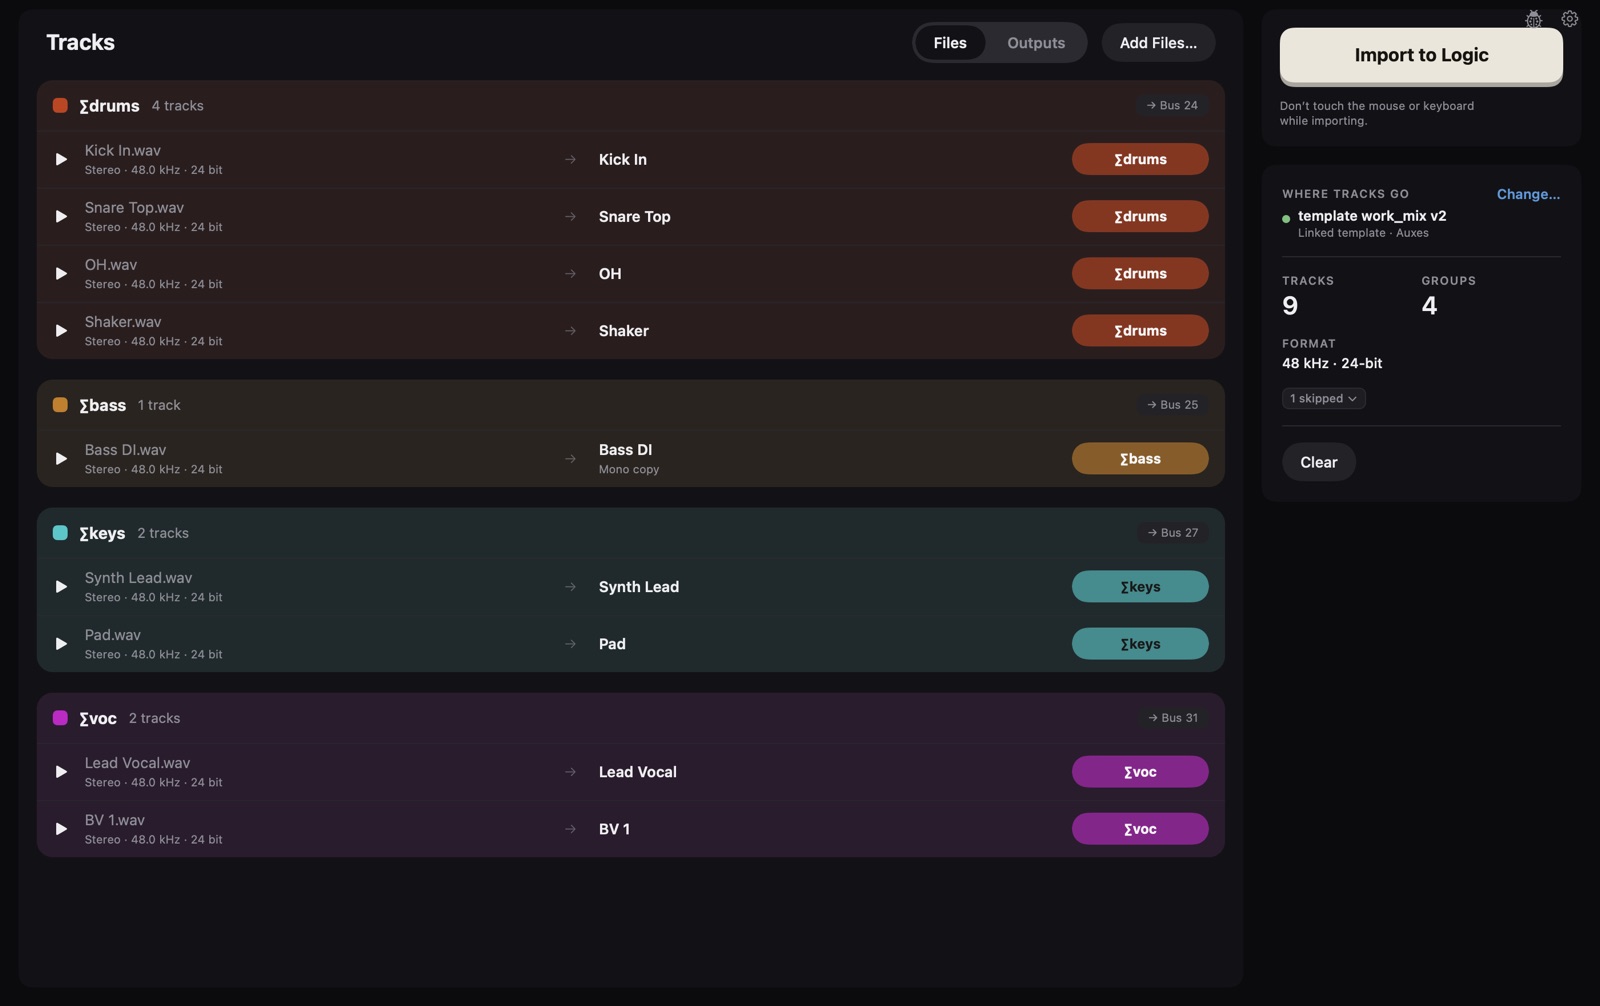 Tracks
Files
Outputs
Add Files...
∑drums 4 tracks
→ Bus 24
Kick In.wav
Stereo · 48.0 kHz · 24 bit
→
Kick In
∑drums
Snare Top.wav
Stereo · 48.0 kHz · 24 bit
→
Snare Top
∑drums
OH.wav
Stereo · 48.0 kHz · 24 bit
→
OH
∑drums
Shaker.wav
Stereo · 48.0 kHz · 24 bit
→
Shaker
∑drums
∑bass 1 track
→ Bus 25
Bass DI.wav
Stereo · 48.0 kHz · 24 bit
→
Bass DI
Mono copy
∑bass
∑keys 2 tracks
→ Bus 27
Synth Lead.wav
Stereo · 48.0 kHz · 24 bit
→
Synth Lead
∑keys
Pad.wav
Stereo · 48.0 kHz · 24 bit
→
Pad
∑keys
∑voc 2 tracks
→ Bus 31
Lead Vocal.wav
Stereo · 48.0 kHz · 24 bit
→
Lead Vocal
∑voc
BV 1.wav
Stereo · 48.0 kHz · 24 bit
→
BV 1
∑voc
Import to Logic
Don't touch the mouse or keyboard
while importing.
WHERE TRACKS GO
Change...
template work_mix v2
Linked template · Auxes
TRACKS
9
GROUPS
4
FORMAT
48 kHz · 24-bit
1 skipped
Clear